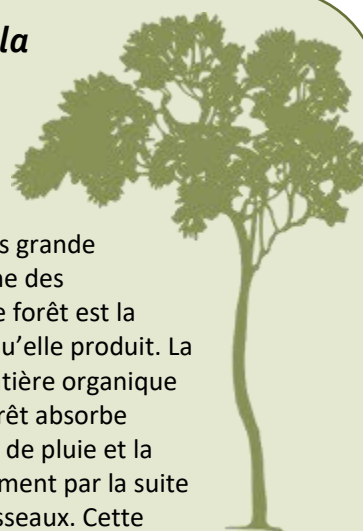 la
s grande
ne des
e forêt est la
u’elle produit. La
tière organique
rêt absorbe
de pluie et la
ment par la suite
sseaux. Cette